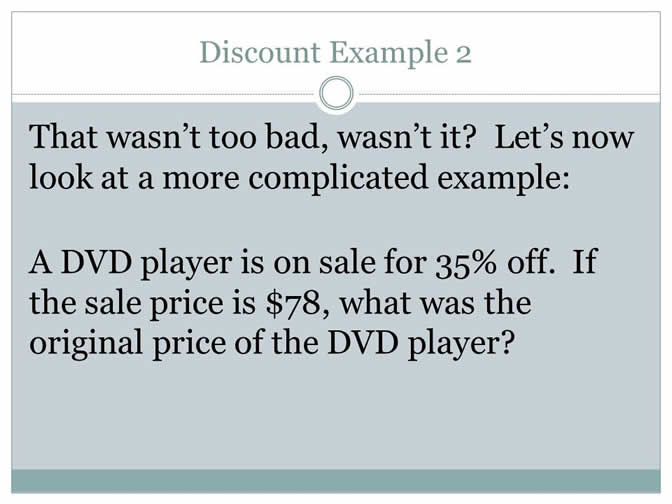 Discount Example 2
That wasn’t too bad, wasn’t it?  Let’s now
look at a more complicated example:
A DVD player is on sale for 35% off.  If
the sale price is $78, what was the
original price of the DVD player?